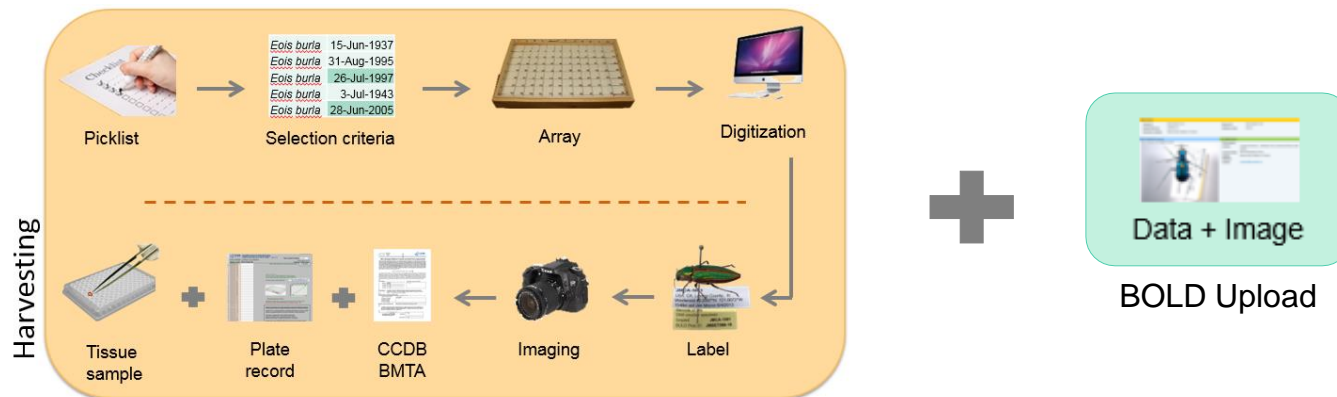 Checklist
Eois burla 15-Jun-1937
Eois burla 31-Aug-1995
Eois burla 26-Jul-1997
Eois burla 3-Jul-1943
Eois burla 28-Jun-2005
Picklist
Selection criteria
Array
Digitization
Harvesting
Tissue
sample
Plate
record
CCDB
BMTA
Imaging
Label
Data + Image
BOLD Upload